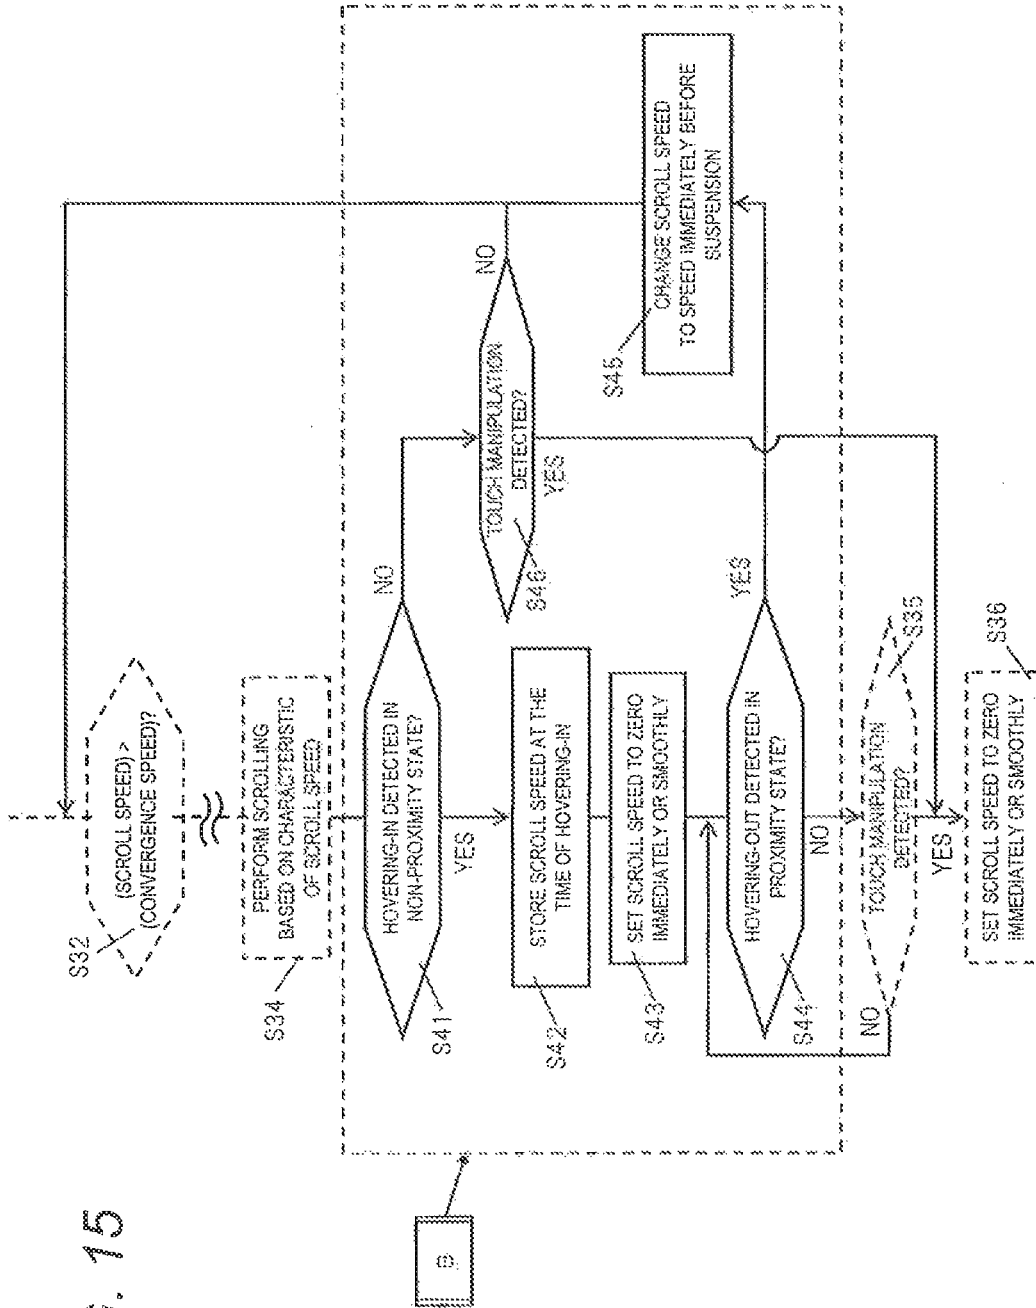 15
B
S32
(SCROLL SPEED) >
(CONVERGENCE SPEED)?
S34
PERFORM SCROLLING
BASED ON CHARACTERISTIC
OF SCROLL SPEED
HOVERING-IN DETECTED IN
NON-PROXIMITY STATE?
S41
NO
YES
TOUCH MANIPULATION
DETECTED?
S46
NO
YES
STORE SCROLL SPEED AT THE
TIME OF HOVERING-IN
S42
SET SCROLL SPEED TO ZERO
IMMEDIATELY OR SMOOTHLY
S43
HOVERING-OUT DETECTED IN
PROXIMITY STATE?
S44
YES
NO
S45
CHANGE SCROLL SPEED
TO SPEED IMMEDIATELY BEFORE
SUSPENSION
TOUCH MANIPULATION
DETECTED?
S35
NO
YES
SET SCROLL SPEED TO ZERO
IMMEDIATELY OR SMOOTHLY
S36